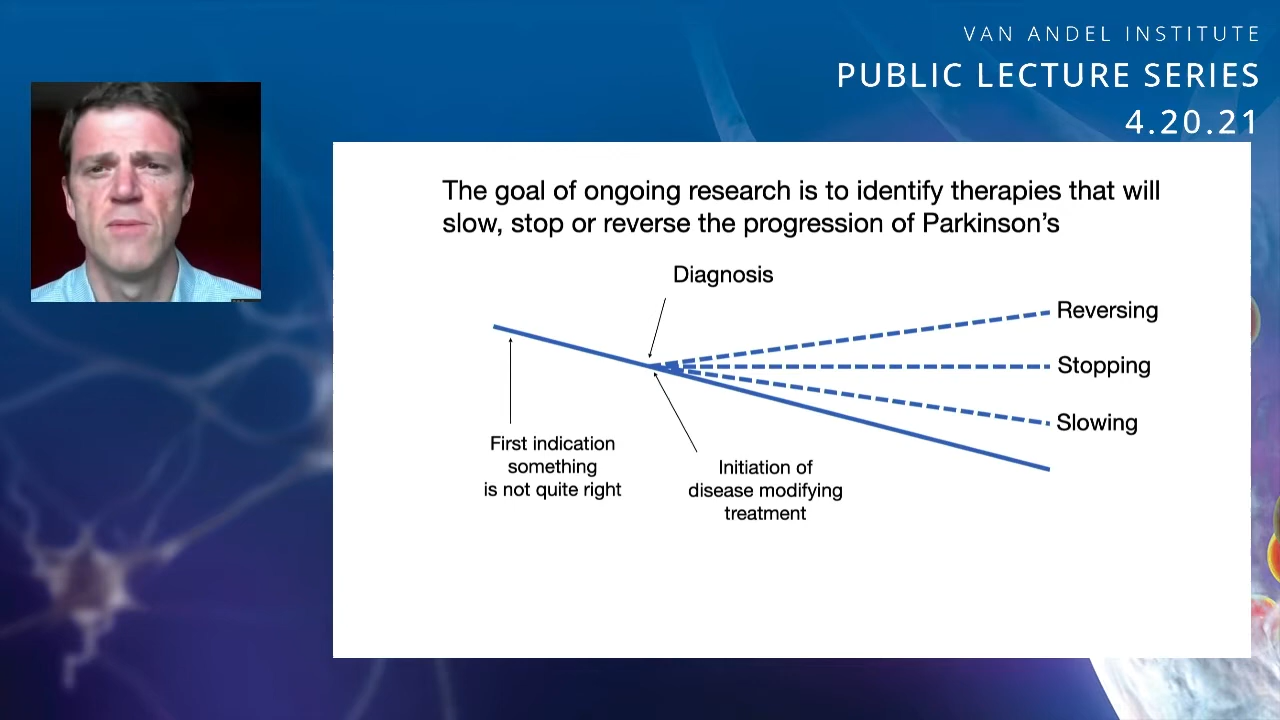 VAN ANDEL INSTITUTE
PUBLIC LECTURE SERIES
4.20.21
The goal of ongoing research is to identify therapies that will
slow, stop or reverse the progression of Parkinson’s
Diagnosis
Reversing
Stopping
Slowing
First indication
something
is not quite right
Initiation of
disease modifying
treatment